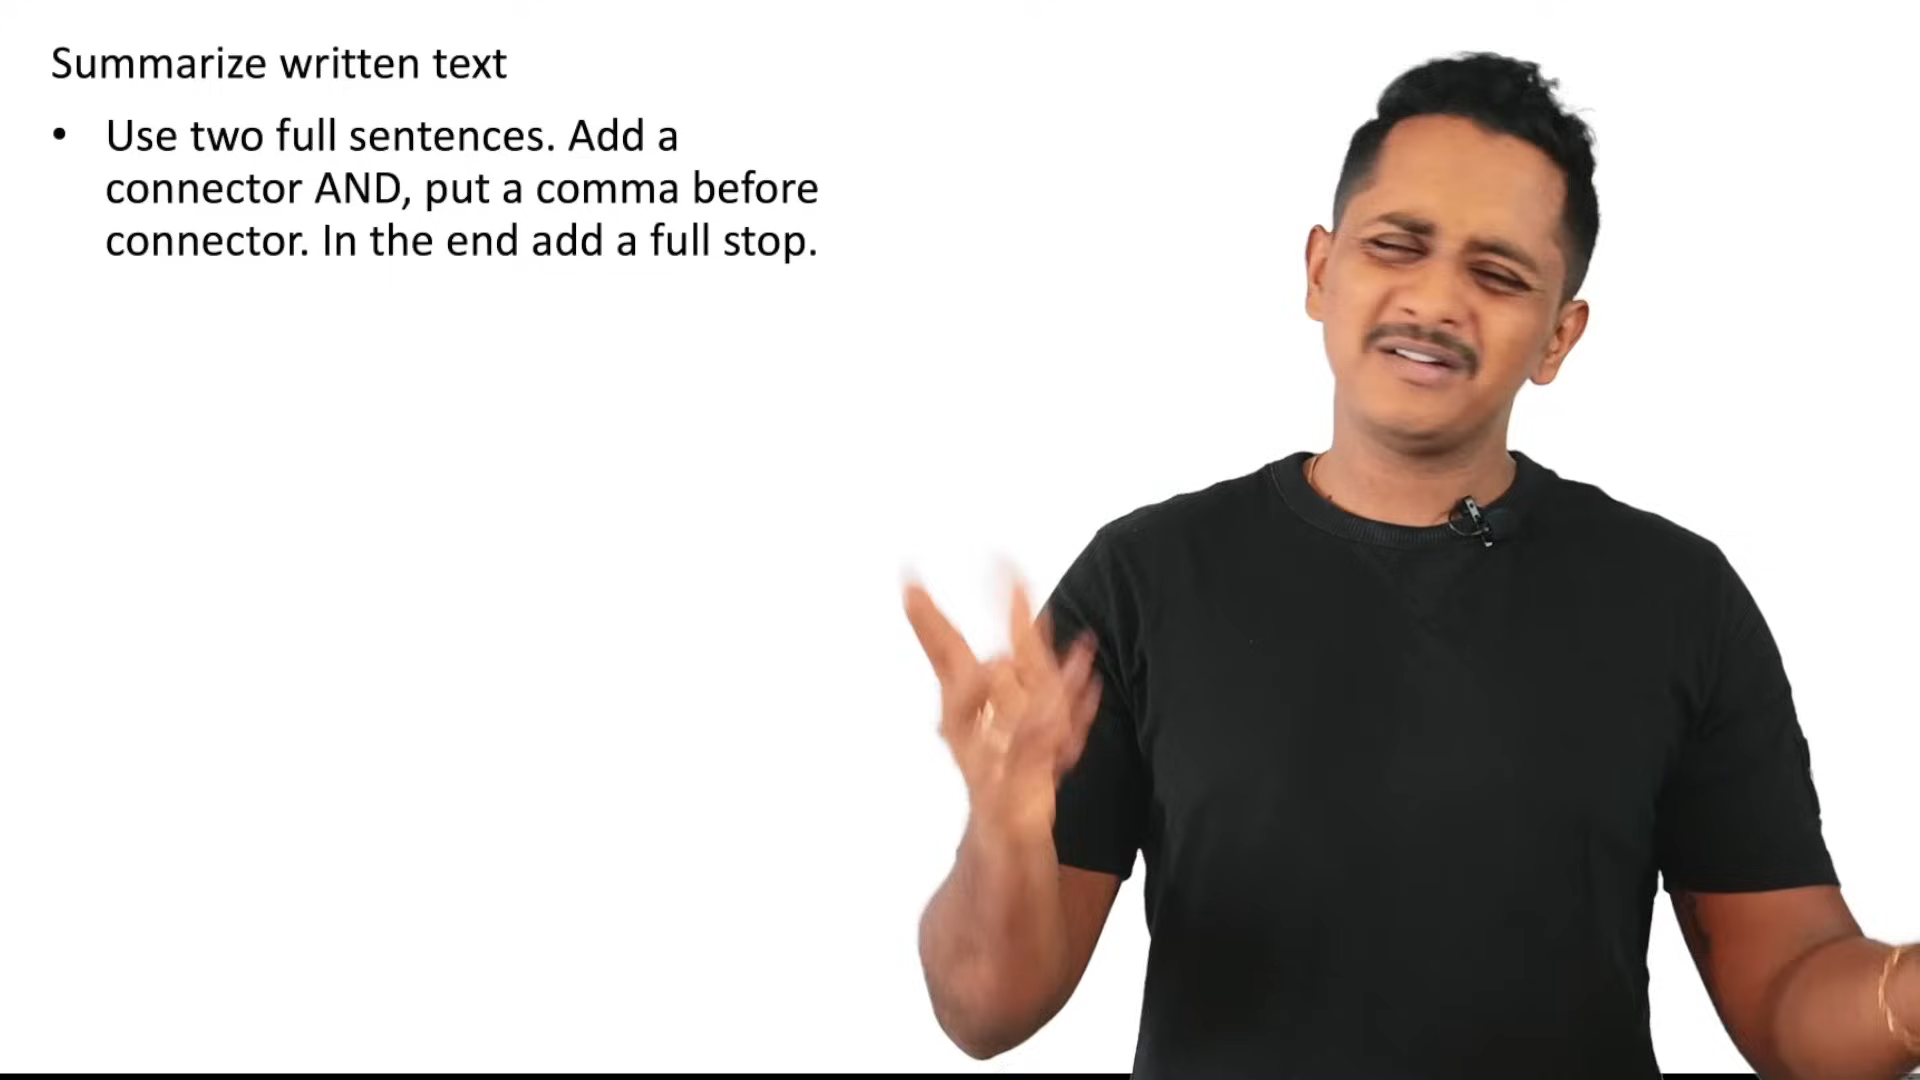 Summarize written text
• Use two full sentences. Add a
connector AND, put a comma before
connector. In the end add a full stop.